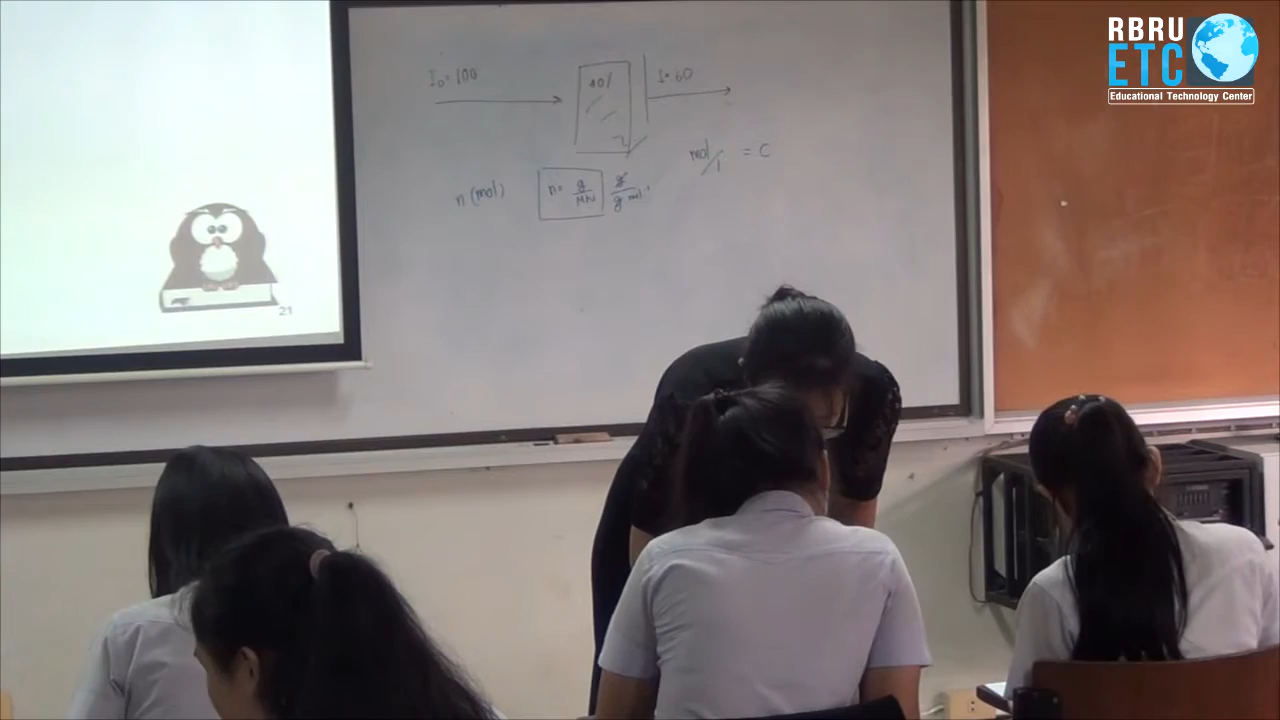 RBRU
ETC
Educational Technology Center
I₀ = 100
40%
I = 60
mol/l = C
n (mol)
n = g/MW
g/g mol⁻¹
21